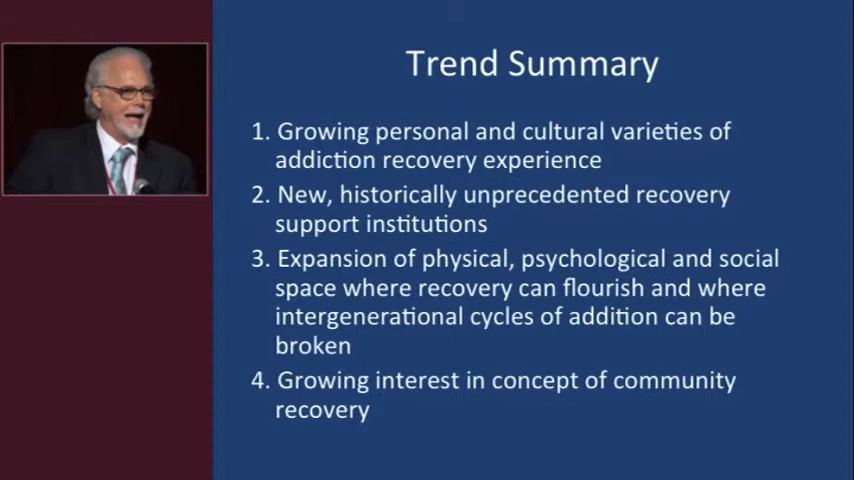 Trend Summary
1. Growing personal and cultural varieties of
addiction recovery experience
2. New, historically unprecedented recovery
support institutions
3. Expansion of physical, psychological and social
space where recovery can flourish and where
intergenerational cycles of addition can be
broken
4. Growing interest in concept of community
recovery